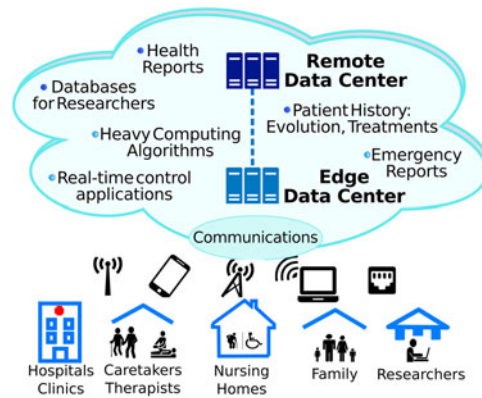 • Health
Reports
Remote
Data Center
• Databases
for Researchers
• Patient History:
Evolution, Treatments
• Heavy Computing
Algorithms
• Emergency
Reports
• Real-time control
applications
Edge
Data Center
Communications
Hospitals
Clinics
Caretakers
Therapists
Nursing
Homes
Family
Researchers